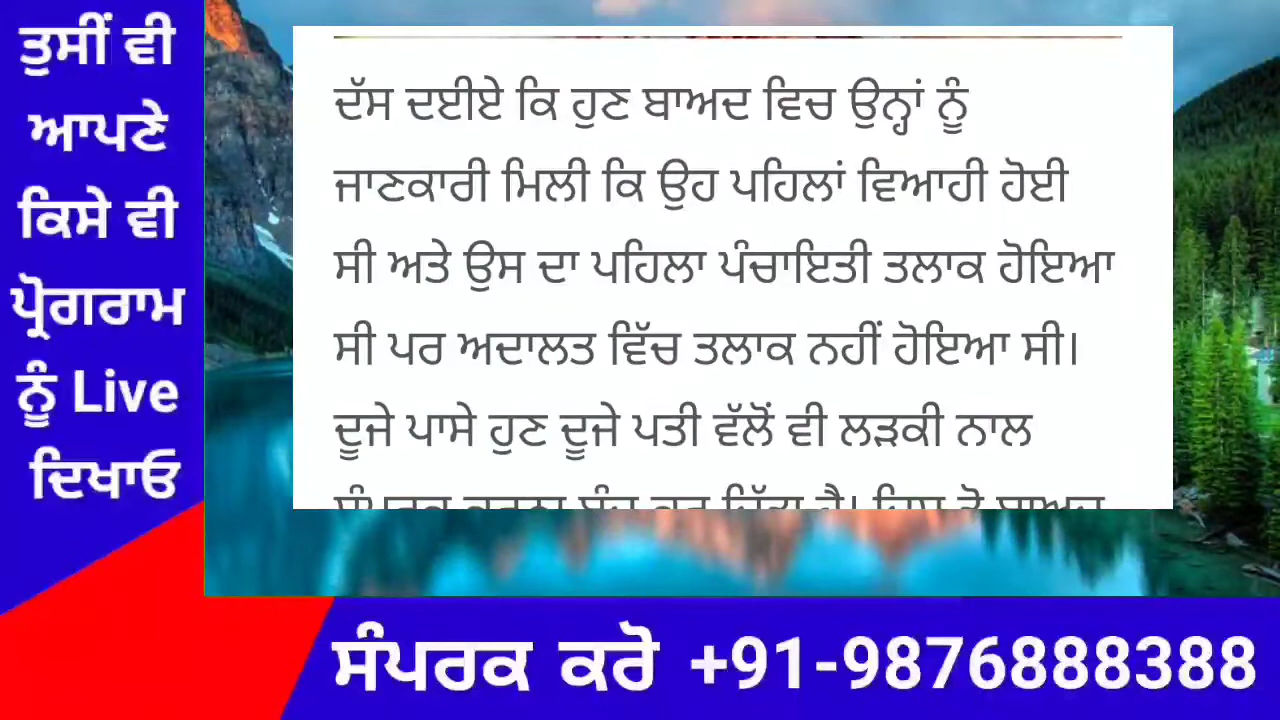 ਤੁਸੀਂ ਵੀ
ਆਪਣੇ
ਕਿਸੇ ਵੀ
ਪ੍ਰੋਗਰਾਮ
ਨੂੰ Live
ਦਿਖਾਓ
ਦੱਸ ਦਈਏ ਕਿ ਹੁਣ ਬਾਅਦ ਵਿਚ ਉਨ੍ਹਾਂ ਨੂੰ
ਜਾਣਕਾਰੀ ਮਿਲੀ ਕਿ ਉਹ ਪਹਿਲਾਂ ਵਿਆਹੀ ਹੋਈ
ਸੀ ਅਤੇ ਉਸ ਦਾ ਪਹਿਲਾ ਪੰਚਾਇਤੀ ਤਲਾਕ ਹੋਇਆ
ਸੀ ਪਰ ਅਦਾਲਤ ਵਿੱਚ ਤਲਾਕ ਨਹੀਂ ਹੋਇਆ ਸੀ।
ਦੂਜੇ ਪਾਸੇ ਹੁਣ ਦੂਜੇ ਪਤੀ ਵੱਲੋਂ ਵੀ ਲੜਕੀ ਨਾਲ
ਸੰਪਰਕ ਕਰੋ +91-9876888388